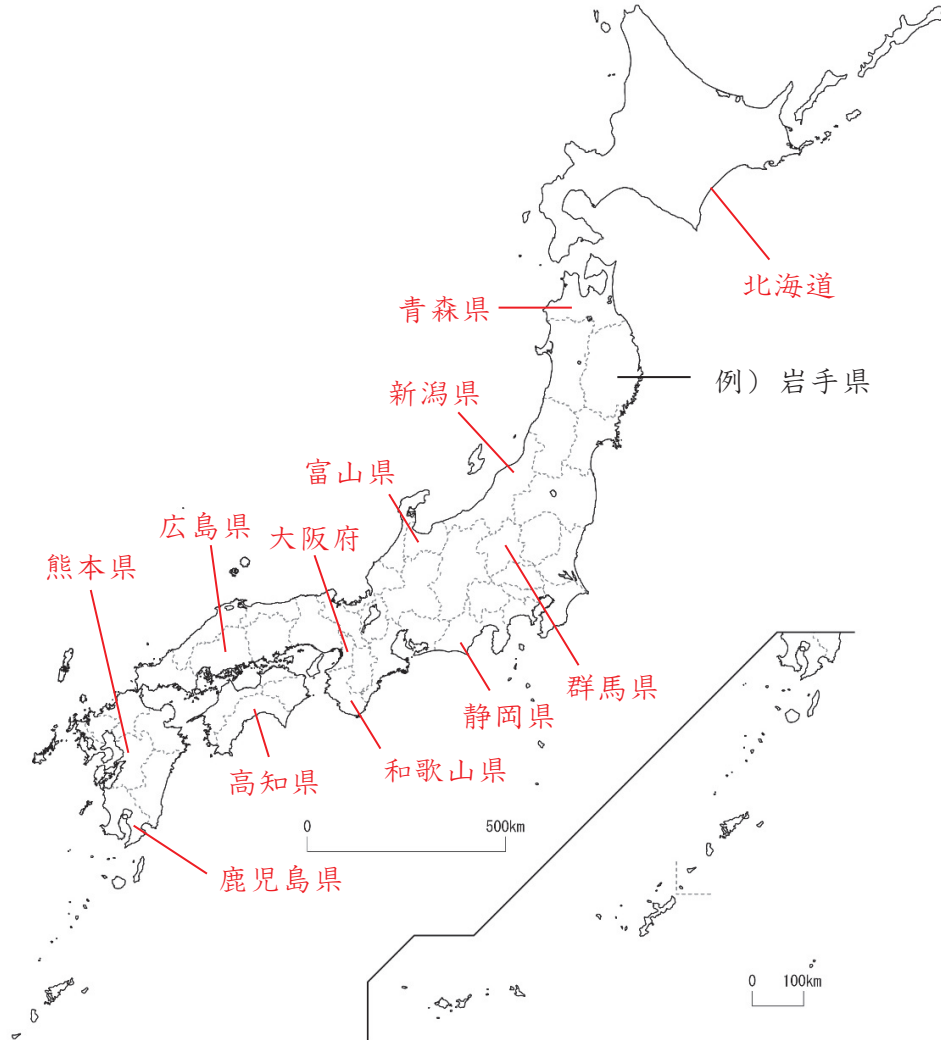 北海道
青森県
例）岩手県
新潟県
富山県
広島県
大阪府
熊本県
群馬県
静岡県
和歌山県
高知県
鹿児島県
0 500km
0 100km